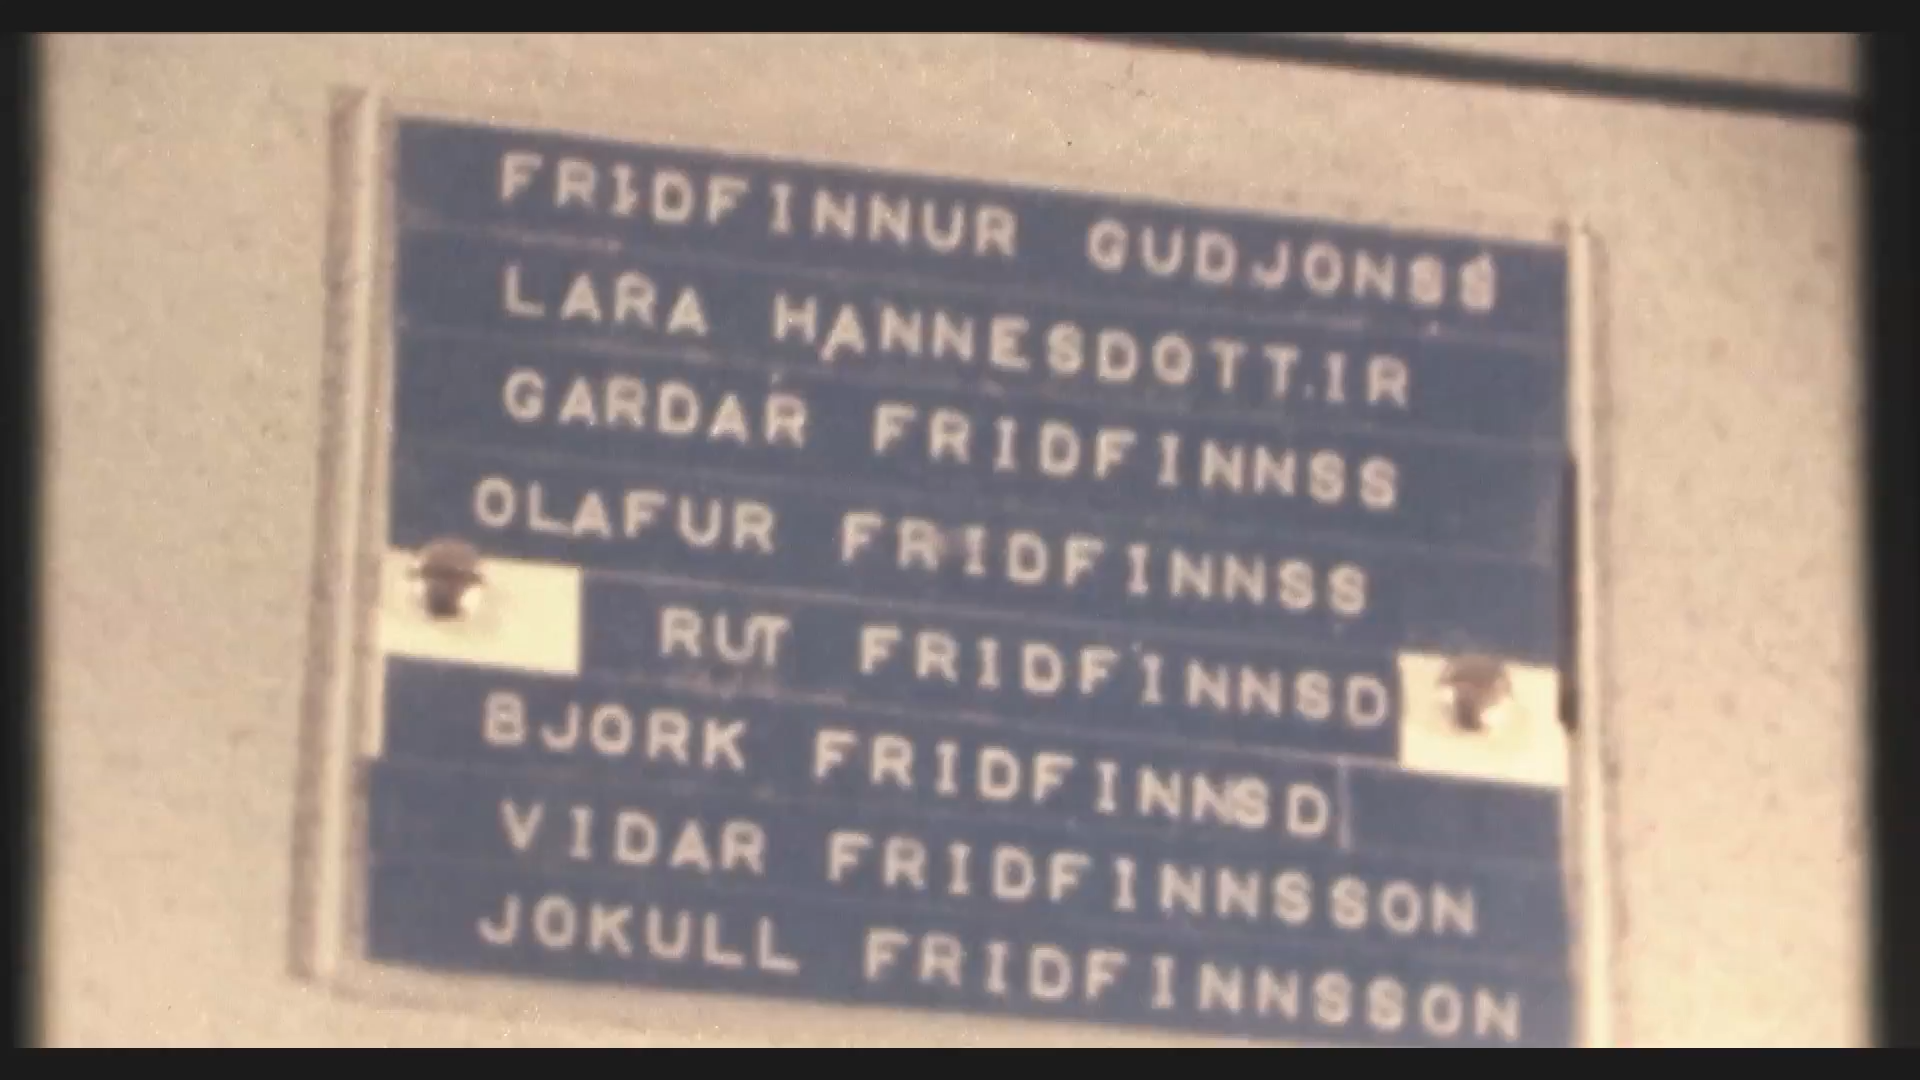 FRIDFINNUR GUDJONSS
LARA HANNESDOTTIR
GARDAR FRIDFINNSS
OLAFUR FRIDFINNSS
RUT FRIDFINNSD
BJORK FRIDFINNSD
VIDAR FRIDFINNSSON
JOKULL FRIDFINNSSON